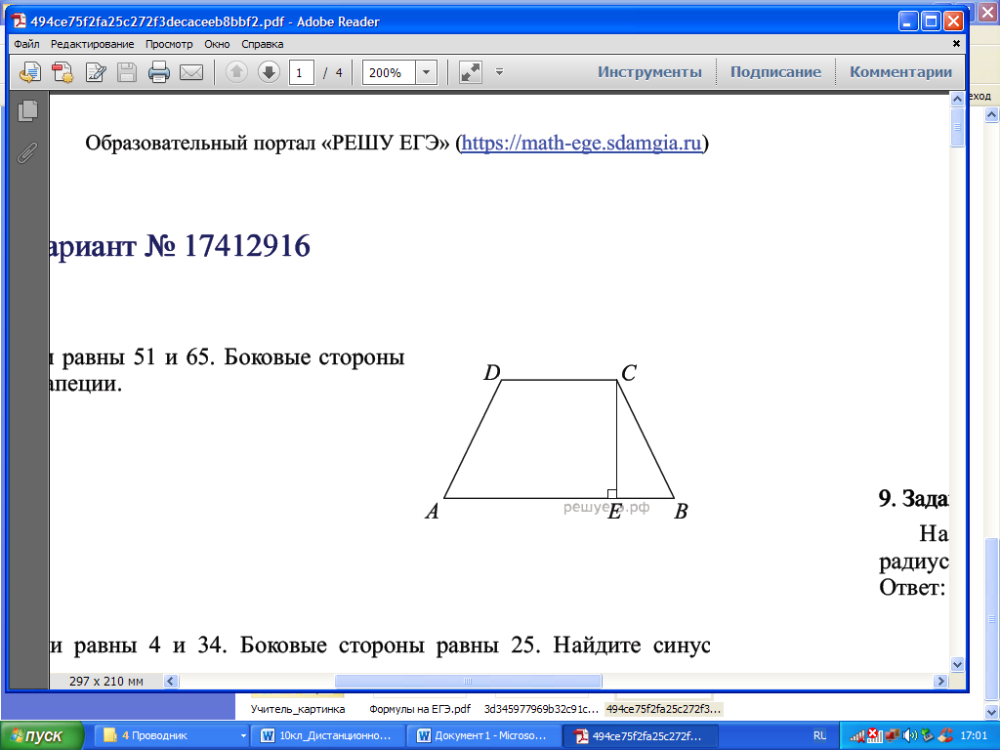 494ce75f2fa25c272f3decaceeb8bbf2.pdf - Adobe Reader
Файл Редактирование Просмотр Окно Справка
1 / 4 200% Инструменты Подписание Комментарии
еход
Образовательный портал «РЕШУ ЕГЭ» (https://math-ege.sdamgia.ru)
ариант № 17412916
и равны 51 и 65. Боковые стороны
апеции.
D C
A E B
решуегэ.рф
9. Зада
На
радиус
Ответ:
и равны 4 и 34. Боковые стороны равны 25. Найдите синус
297 x 210 мм
Учитель_картинка Формулы на ЕГЭ.pdf 3d345977969b32c91c... 494ce75f2fa25c272f3...
пуск 4 Проводник 10кл_Дистанционно... Документ1 - Microso... 494ce75f2fa25c272f... RU 17:01